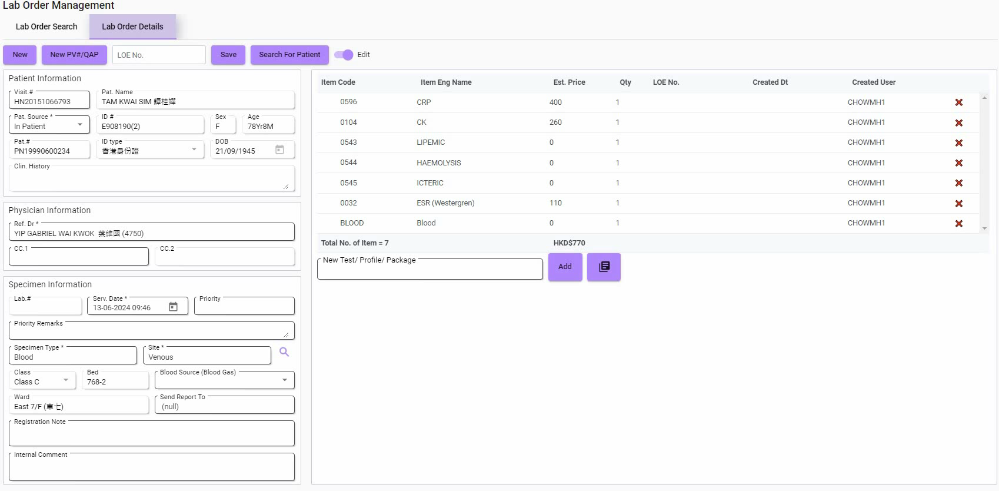 Lab Order Management
Lab Order Search Lab Order Details
New New PV#/QAP LOE No. Save Search For Patient Edit
Patient Information
Visit.# Pat. Name
HN20151066793 TAM KWAI SIM 譚桂嬋
Pat. Source * ID # Sex Age
In Patient E908190(2) F 78Yr8M
Pat.# ID type DOB
PN19990600234 香港身份證 21/09/1945
Clin. History
Physician Information
Ref. Dr *
YIP GABRIEL WAI KWOK 葉維國 (4750)
CC.1 CC.2
Specimen Information
Lab.# Serv. Date * Priority
13-06-2024 09:46
Priority Remarks
Specimen Type * Site *
Blood Venous
Class Bed Blood Source (Blood Gas)
Class C 768-2
Ward Send Report To
East 7/F (東七) (null)
Registration Note
Internal Comment
Item Code Item Eng Name Est. Price Qty LOE No. Created Dt Created User
0596 CRP 400 1 CHOWMH1
0104 CK 260 1 CHOWMH1
0543 LIPEMIC 0 1 CHOWMH1
0544 HAEMOLYSIS 0 1 CHOWMH1
0545 ICTERIC 0 1 CHOWMH1
0032 ESR (Westergren) 110 1 CHOWMH1
BLOOD Blood 0 1 CHOWMH1
Total No. of Item = 7 HKD$770
New Test/ Profile/ Package
Add